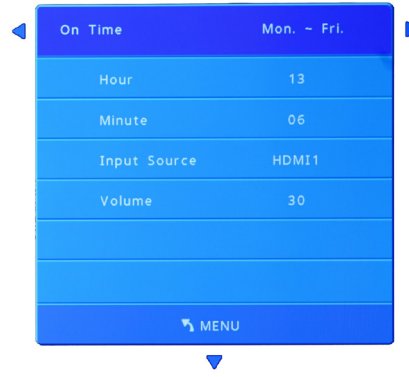 On Time Mon. ~ Fri.
Hour 13
Minute 06
Input Source HDMI1
Volume 30
MENU